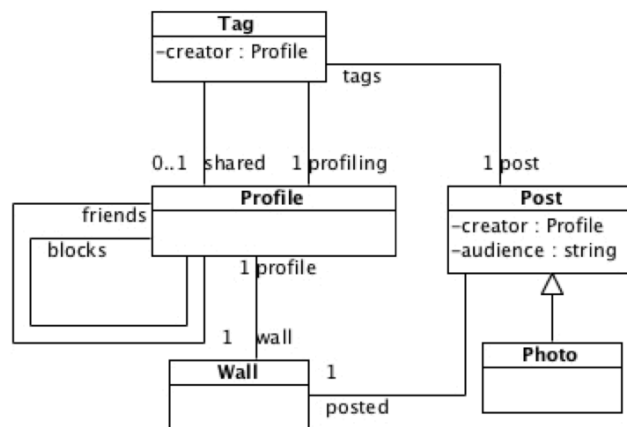 Tag
-creator : Profile
tags
0..1 shared
1 profiling
1 post
Profile
Post
friends
-creator : Profile
-audience : string
blocks
1 profile
1 wall
Photo
Wall
1
posted